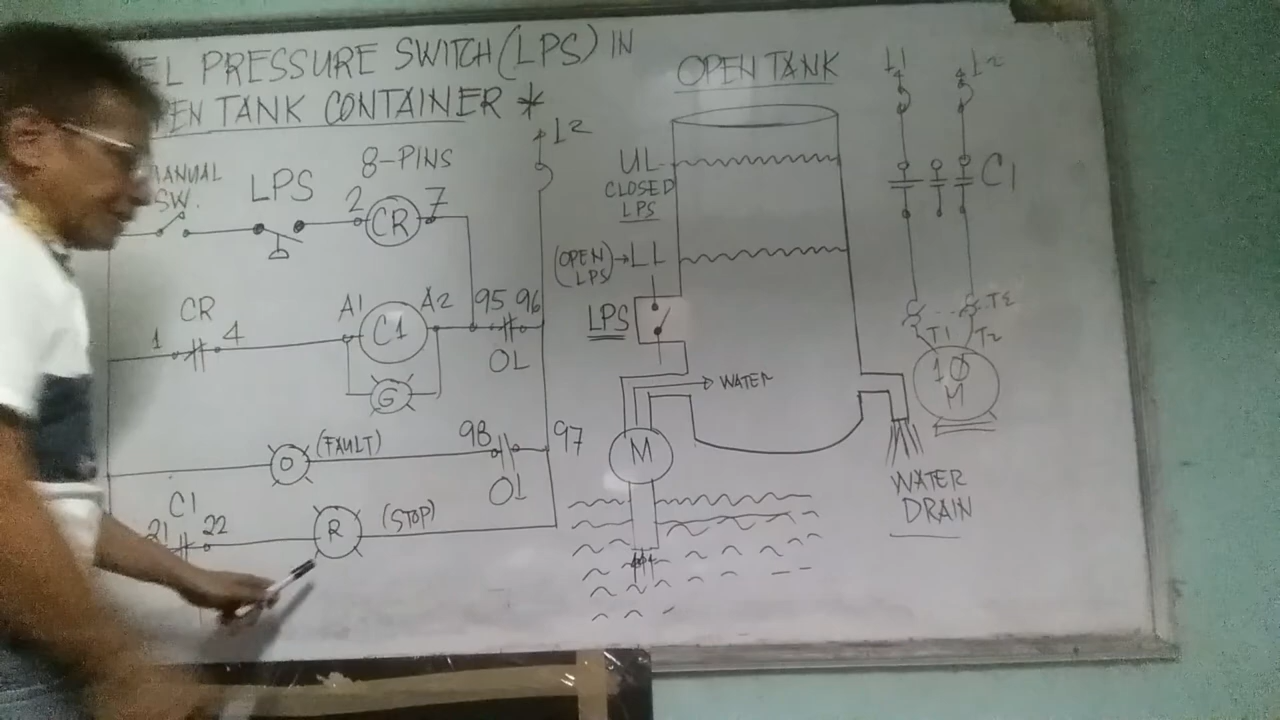 PRESSURE SWITCH (LPS) IN
TANK CONTAINER *
L2
MANUAL
SW.
LPS
8-PINS
2 CR 7
CR
1 4
A1 C1 A2
95 96
OL
G
O (FAULT) 98 97
OL
C1
21 22
R (STOP)
OPEN TANK
UL
CLOSED
LPS
(OPEN LPS) → LL
LPS
WATER
M
WATER
DRAIN
L1 L2
C1
T1 T2
1Ø
M